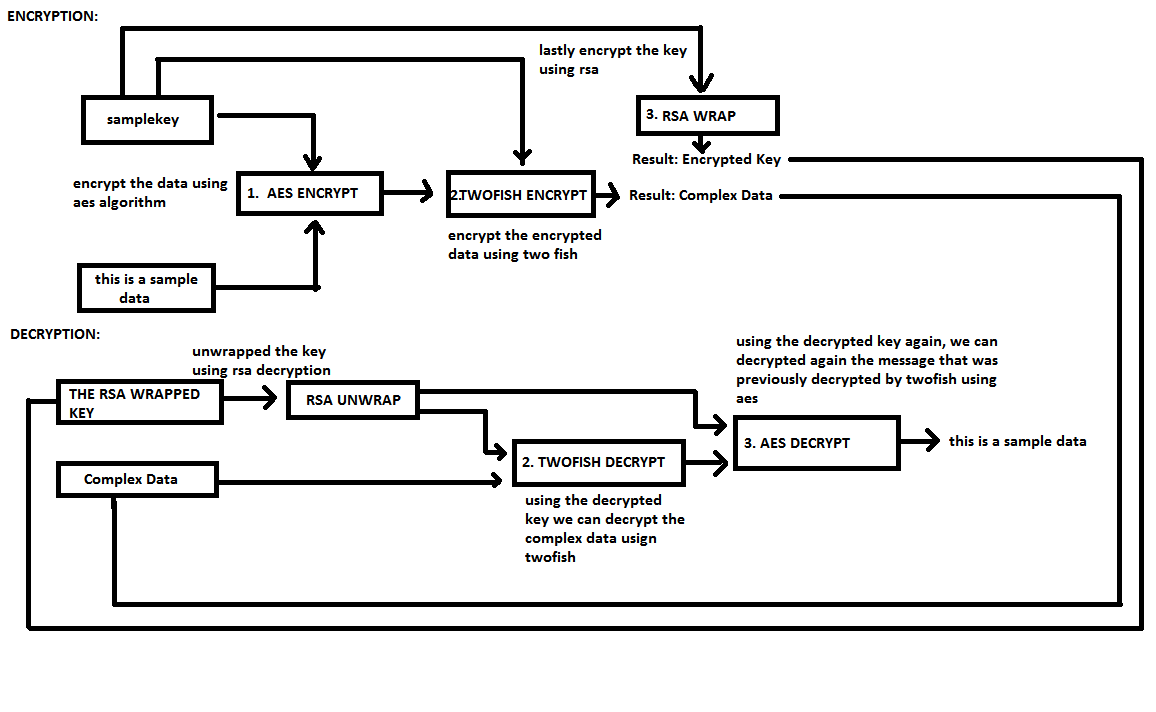 ENCRYPTION:
lastly encrypt the key
using rsa
samplekey
3. RSA WRAP
Result: Encrypted Key
encrypt the data using
aes algorithm
1. AES ENCRYPT
2.TWOFISH ENCRYPT
Result: Complex Data
encrypt the encrypted
data using two fish
this is a sample
data
DECRYPTION:
unwrapped the key
using rsa decryption
using the decrypted key again, we can
decrypted again the message that was
previously decrypted by twofish using
aes
THE RSA WRAPPED
KEY
RSA UNWRAP
3. AES DECRYPT
this is a sample data
2. TWOFISH DECRYPT
Complex Data
using the decrypted
key we can decrypt the
complex data usign
twofish